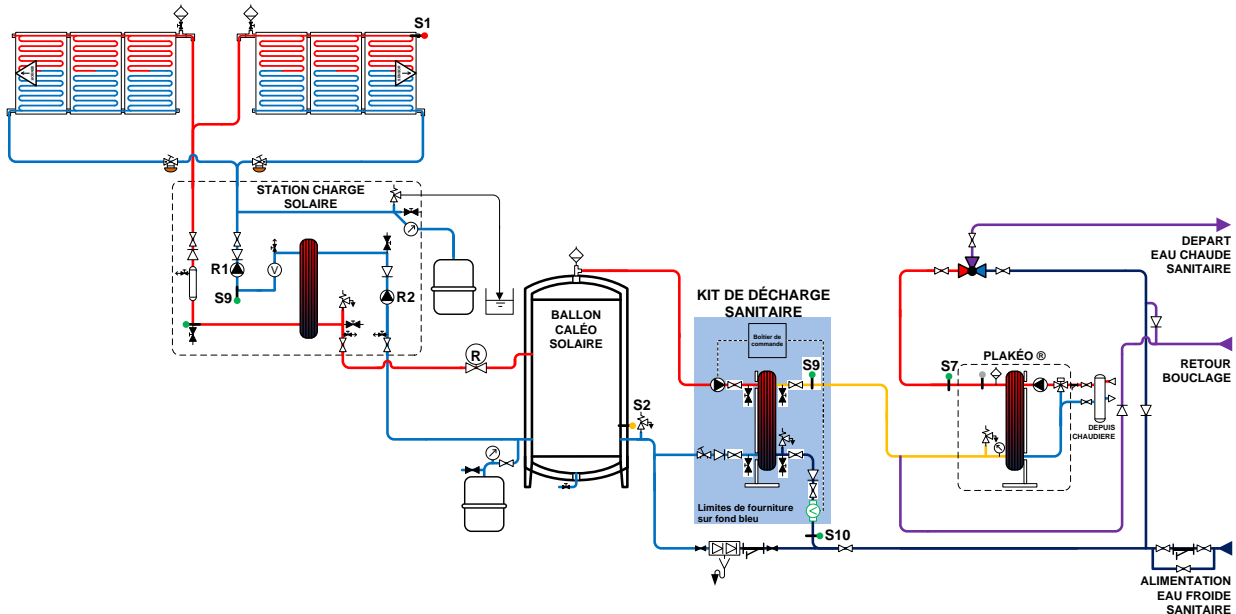 S1
STATION CHARGE
SOLAIRE
R1
V
S9
R2
R
BALLON
CALÉO
SOLAIRE
S2
KIT DE DÉCHARGE
SANITAIRE
Boîtier de
commande
S9
Limites de fourniture
sur fond bleu
S10
S7
PLAKÉO ®
DEPUIS
CHAUDIERE
DEPART
EAU CHAUDE
SANITAIRE
RETOUR
BOUCLAGE
ALIMENTATION
EAU FROIDE
SANITAIRE